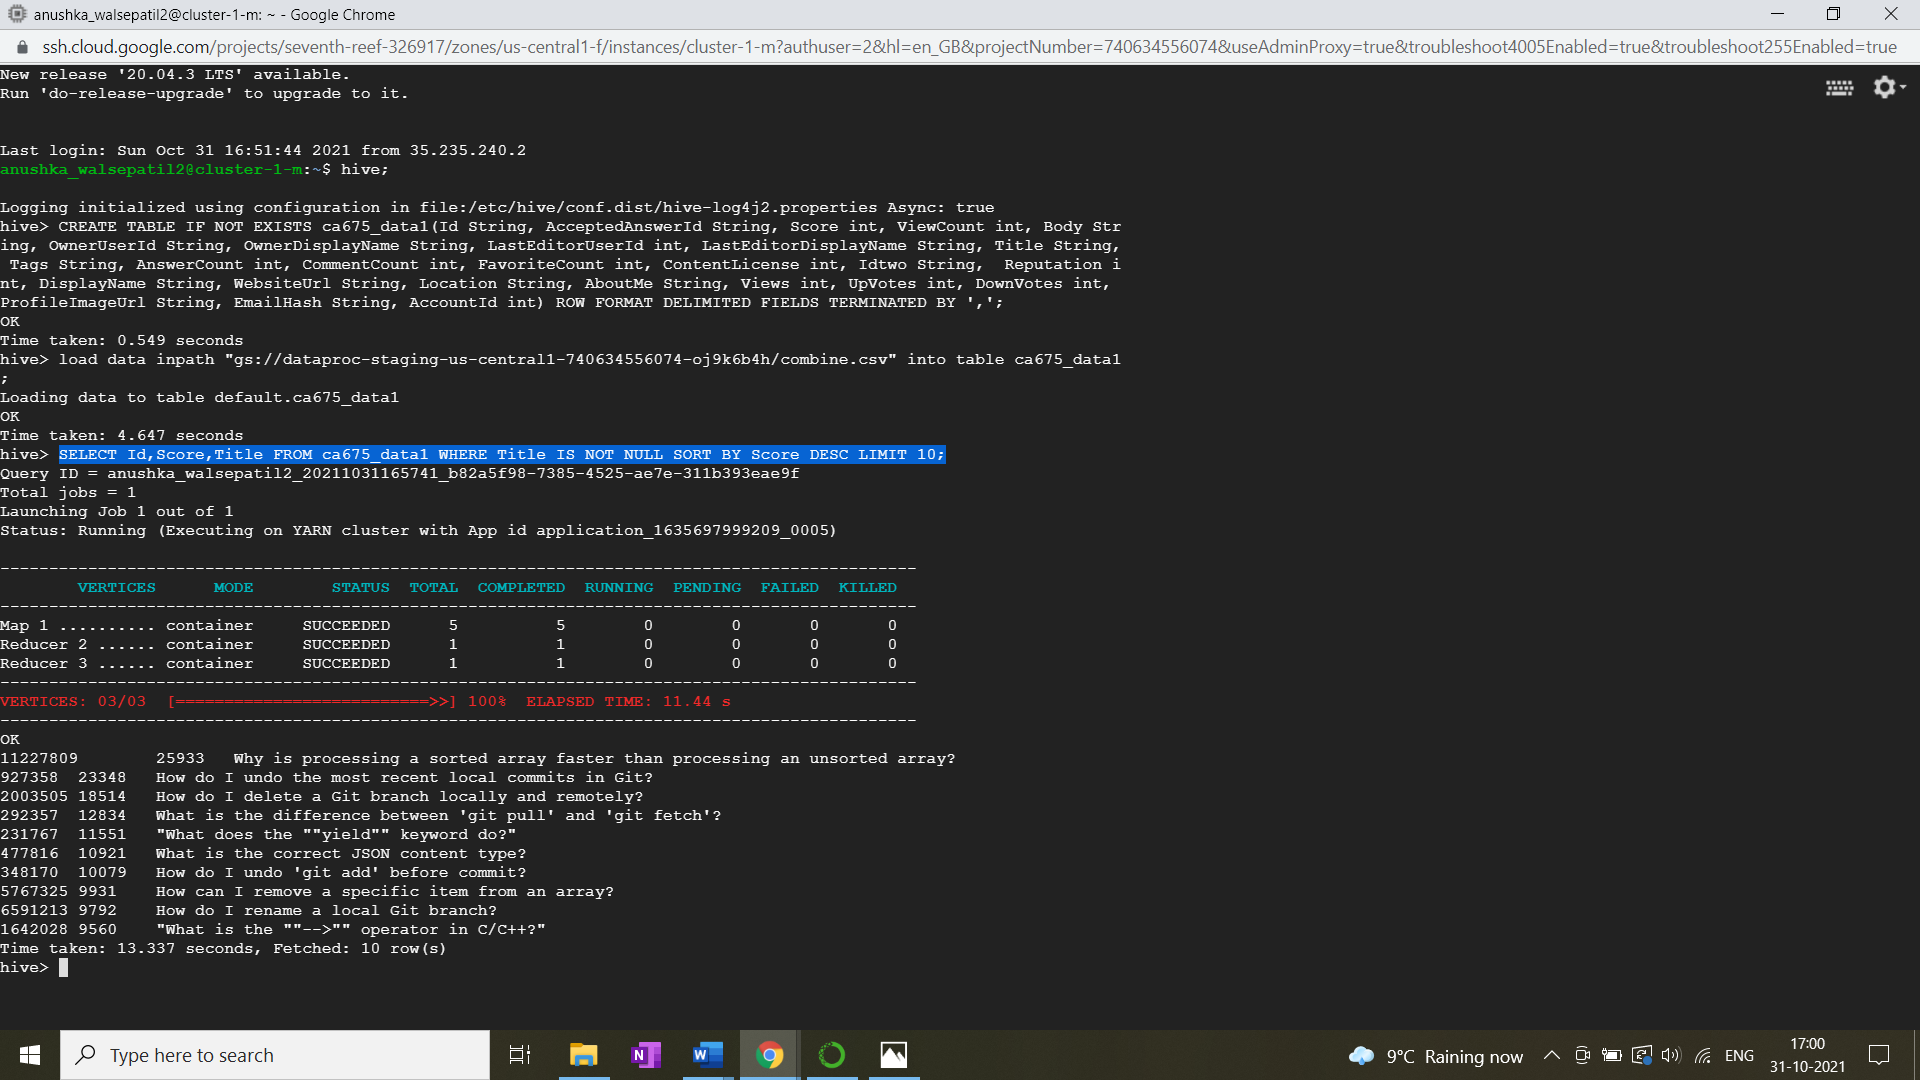 anushka_walsepatil2@cluster-1-m: ~ - Google Chrome
ssh.cloud.google.com/projects/seventh-reef-326917/zones/us-central1-f/instances/cluster-1-m?authuser=2&hl=en_GB&projectNumber=740634556074&useAdminProxy=true&troubleshoot4005Enabled=true&troubleshoot255Enabled=true
New release '20.04.3 LTS' available.
Run 'do-release-upgrade' to upgrade to it.
Last login: Sun Oct 31 16:51:44 2021 from 35.235.240.2
anushka_walsepatil2@cluster-1-m:~$ hive;
Logging initialized using configuration in file:/etc/hive/conf.dist/hive-log4j2.properties Async: true
hive> CREATE TABLE IF NOT EXISTS ca675_data1(Id String, AcceptedAnswerId String, Score int, ViewCount int, Body Str
ing, OwnerUserId String, OwnerDisplayName String, LastEditorUserId int, LastEditorDisplayName String, Title String,
 Tags String, AnswerCount int, CommentCount int, FavoriteCount int, ContentLicense int, Idtwo String,  Reputation i
nt, DisplayName String, WebsiteUrl String, Location String, AboutMe String, Views int, UpVotes int, DownVotes int,
ProfileImageUrl String, EmailHash String, AccountId int) ROW FORMAT DELIMITED FIELDS TERMINATED BY ',';
OK
Time taken: 0.549 seconds
hive> load data inpath "gs://dataproc-staging-us-central1-740634556074-oj9k6b4h/combine.csv" into table ca675_data1
;
Loading data to table default.ca675_data1
OK
Time taken: 4.647 seconds
hive> SELECT Id,Score,Title FROM ca675_data1 WHERE Title IS NOT NULL SORT BY Score DESC LIMIT 10;
Query ID = anushka_walsepatil2_20211031165741_b82a5f98-7385-4525-ae7e-311b393eae9f
Total jobs = 1
Launching Job 1 out of 1
Status: Running (Executing on YARN cluster with App id application_1635697999209_0005)
----------------------------------------------------------------------------------------------
        VERTICES      MODE        STATUS  TOTAL  COMPLETED  RUNNING  PENDING  FAILED  KILLED
----------------------------------------------------------------------------------------------
Map 1 .......... container     SUCCEEDED      5          5        0        0       0       0
Reducer 2 ...... container     SUCCEEDED      1          1        0        0       0       0
Reducer 3 ...... container     SUCCEEDED      1          1        0        0       0       0
----------------------------------------------------------------------------------------------
VERTICES: 03/03  [==========================>>] 100%  ELAPSED TIME: 11.44 s
----------------------------------------------------------------------------------------------
OK
11227809        25933   Why is processing a sorted array faster than processing an unsorted array?
927358  23348   How do I undo the most recent local commits in Git?
2003505 18514   How do I delete a Git branch locally and remotely?
292357  12834   What is the difference between 'git pull' and 'git fetch'?
231767  11551   "What does the ""yield"" keyword do?"
477816  10921   What is the correct JSON content type?
348170  10079   How do I undo 'git add' before commit?
5767325 9931    How can I remove a specific item from an array?
6591213 9792    How do I rename a local Git branch?
1642028 9560    "What is the ""-->"" operator in C/C++?"
Time taken: 13.337 seconds, Fetched: 10 row(s)
hive>
Type here to search
9°C Raining now
ENG
17:00
31-10-2021